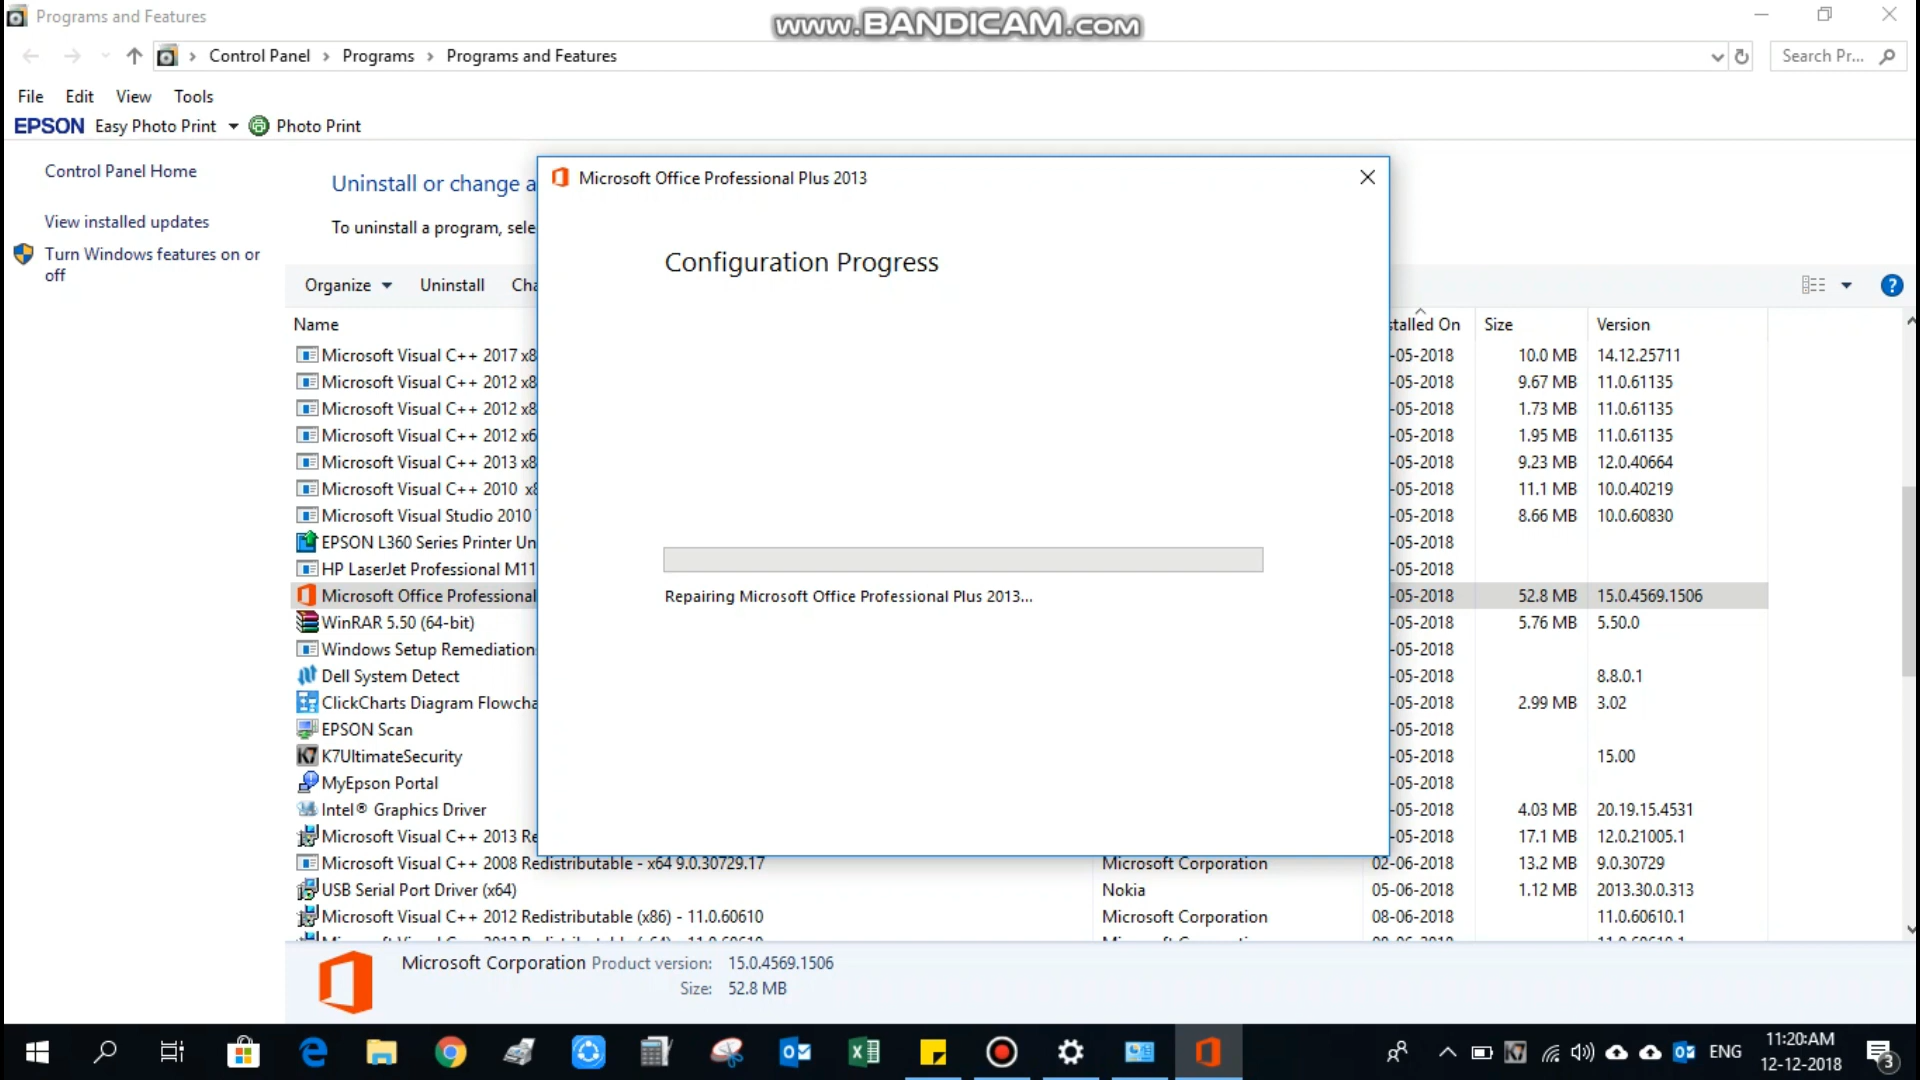 Programs and Features
www.BANDICAM.com
Control Panel > Programs > Programs and Features
Search Pr...
File Edit View Tools
EPSON Easy Photo Print Photo Print
Control Panel Home
View installed updates
Turn Windows features on or
off
Uninstall or change a
To uninstall a program, sele
Organize Uninstall Cha
Name stalled On Size Version
Microsoft Visual C++ 2017 x8 -05-2018 10.0 MB 14.12.25711
Microsoft Visual C++ 2012 x8 -05-2018 9.67 MB 11.0.61135
Microsoft Visual C++ 2012 x8 -05-2018 1.73 MB 11.0.61135
Microsoft Visual C++ 2012 x6 -05-2018 1.95 MB 11.0.61135
Microsoft Visual C++ 2013 x8 -05-2018 9.23 MB 12.0.40664
Microsoft Visual C++ 2010 x8 -05-2018 11.1 MB 10.0.40219
Microsoft Visual Studio 2010 -05-2018 8.66 MB 10.0.60830
EPSON L360 Series Printer Un -05-2018
HP LaserJet Professional M11 -05-2018
Microsoft Office Professional -05-2018 52.8 MB 15.0.4569.1506
WinRAR 5.50 (64-bit) -05-2018 5.76 MB 5.50.0
Windows Setup Remediation -05-2018
Dell System Detect -05-2018 8.8.0.1
ClickCharts Diagram Flowcha -05-2018 2.99 MB 3.02
EPSON Scan -05-2018
K7UltimateSecurity -05-2018 15.00
MyEpson Portal -05-2018
Intel® Graphics Driver -05-2018 4.03 MB 20.19.15.4531
Microsoft Visual C++ 2013 Re -05-2018 17.1 MB 12.0.21005.1
Microsoft Visual C++ 2008 Redistributable - x64 9.0.30729.17 Microsoft Corporation 02-06-2018 13.2 MB 9.0.30729
USB Serial Port Driver (x64) Nokia 05-06-2018 1.12 MB 2013.30.0.313
Microsoft Visual C++ 2012 Redistributable (x86) - 11.0.60610 Microsoft Corporation 08-06-2018 11.0.60610.1
Microsoft Office Professional Plus 2013
Configuration Progress
Repairing Microsoft Office Professional Plus 2013...
Microsoft Corporation Product version: 15.0.4569.1506
Size: 52.8 MB
ENG
11:20:AM
12-12-2018
3